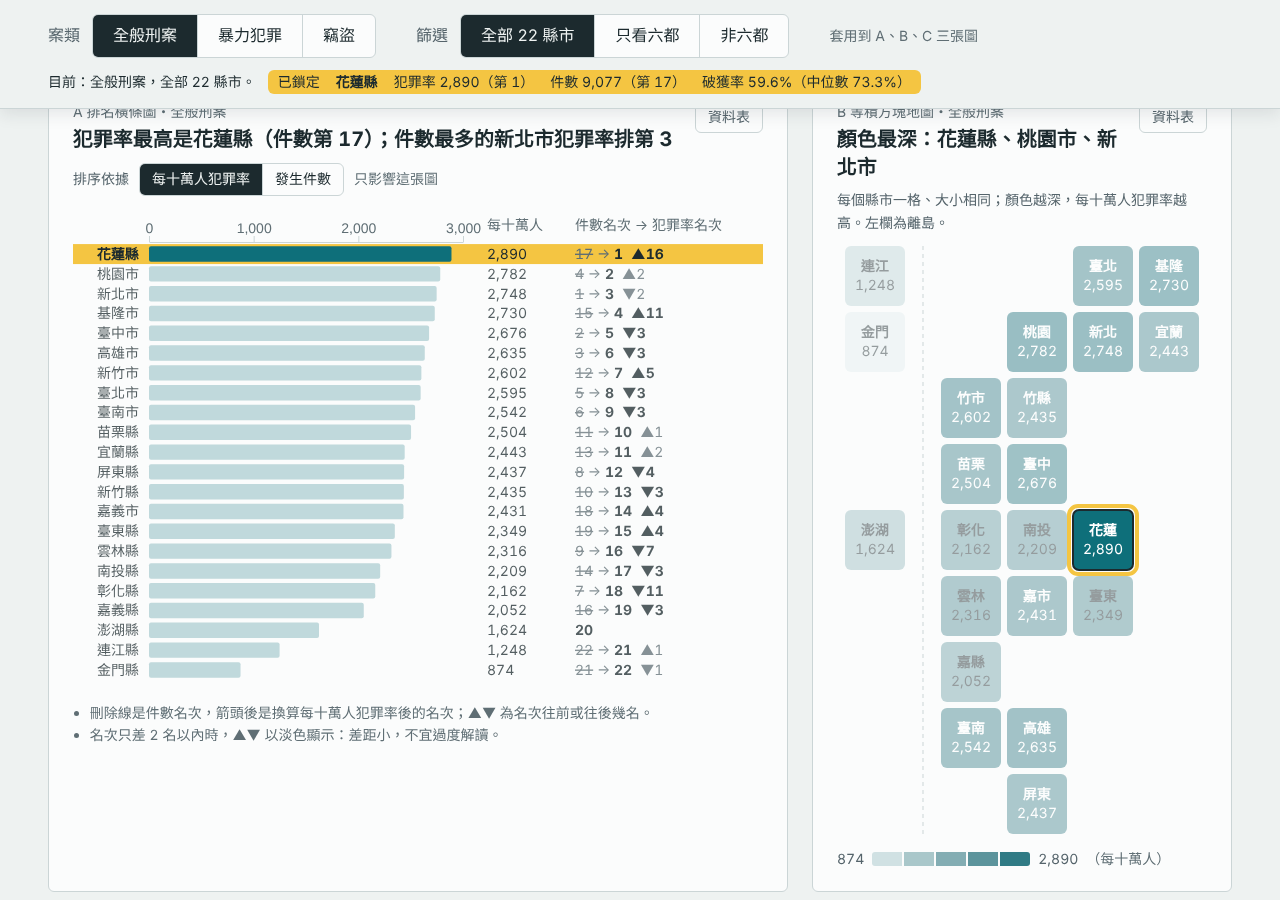 案類 全般刑案 暴力犯罪 竊盜 篩選 全部 22 縣市 只看六都 非六都 套用到 A、B、C 三張圖
目前：全般刑案，全部 22 縣市。 已鎖定 花蓮縣 犯罪率 2,890（第 1） 件數 9,077（第 17） 破獲率 59.6%（中位數 73.3%）
A 排名橫條圖・全般刑案
資料表
犯罪率最高是花蓮縣（件數第 17）；件數最多的新北市犯罪率排第 3
排序依據 每十萬人犯罪率 發生件數 只影響這張圖
0 1,000 2,000 3,000 每十萬人 件數名次 → 犯罪率名次
花蓮縣 2,890 17 → 1 ▲16
桃園市 2,782 4 → 2 ▲2
新北市 2,748 1 → 3 ▼2
基隆市 2,730 15 → 4 ▲11
臺中市 2,676 2 → 5 ▼3
高雄市 2,635 3 → 6 ▼3
新竹市 2,602 12 → 7 ▲5
臺北市 2,595 5 → 8 ▼3
臺南市 2,542 6 → 9 ▼3
苗栗縣 2,504 11 → 10 ▲1
宜蘭縣 2,443 13 → 11 ▲2
屏東縣 2,437 8 → 12 ▼4
新竹縣 2,435 10 → 13 ▼3
嘉義市 2,431 18 → 14 ▲4
臺東縣 2,349 19 → 15 ▲4
雲林縣 2,316 9 → 16 ▼7
南投縣 2,209 14 → 17 ▼3
彰化縣 2,162 7 → 18 ▼11
嘉義縣 2,052 16 → 19 ▼3
澎湖縣 1,624 20
連江縣 1,248 22 → 21 ▲1
金門縣 874 21 → 22 ▼1
• 刪除線是件數名次，箭頭後是換算每十萬人犯罪率後的名次；▲▼ 為名次往前或往後幾名。
• 名次只差 2 名以內時，▲▼ 以淡色顯示：差距小，不宜過度解讀。
B 等積方塊地圖・全般刑案
資料表
顏色最深：花蓮縣、桃園市、新
北市
每個縣市一格、大小相同；顏色越深，每十萬人犯罪率越
高。左欄為離島。
連江 臺北 基隆
1,248 2,595 2,730
金門 桃園 新北 宜蘭
874 2,782 2,748 2,443
竹市 竹縣
2,602 2,435
苗栗 臺中
2,504 2,676
澎湖 彰化 南投 花蓮
1,624 2,162 2,209 2,890
雲林 嘉市 臺東
2,316 2,431 2,349
嘉縣
2,052
臺南 高雄
2,542 2,635
屏東
2,437
874 2,890 （每十萬人）